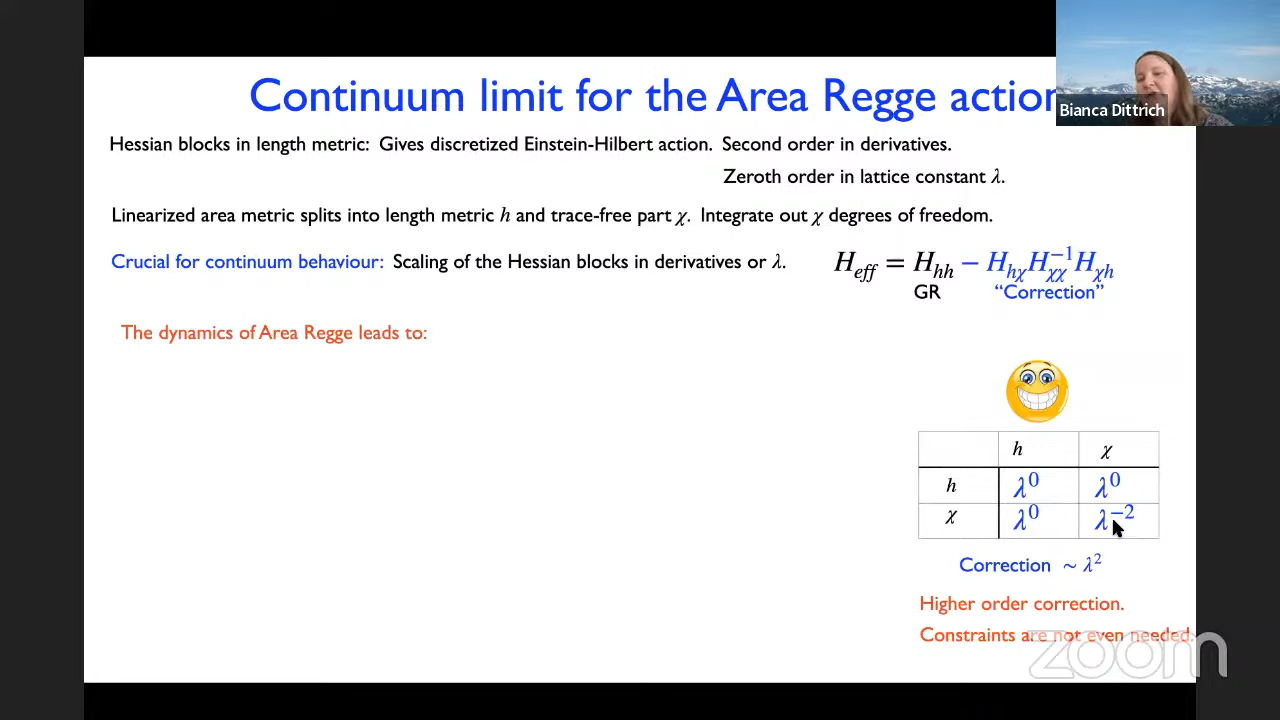 Continuum limit for the Area Regge action
Bianca Dittrich
Hessian blocks in length metric: Gives discretized Einstein-Hilbert action. Second order in derivatives.
Zeroth order in lattice constant λ.
Linearized area metric splits into length metric h and trace-free part χ. Integrate out χ degrees of freedom.
Crucial for continuum behaviour: Scaling of the Hessian blocks in derivatives or λ.
H_eff = H_hh − H_hχ H_χχ^−1 H_χh
GR “Correction”
The dynamics of Area Regge leads to:
h χ
h λ^0 λ^0
χ λ^0 λ^−2
Correction ∼ λ^2
Higher order correction.
Constraints are not even needed.
zoom